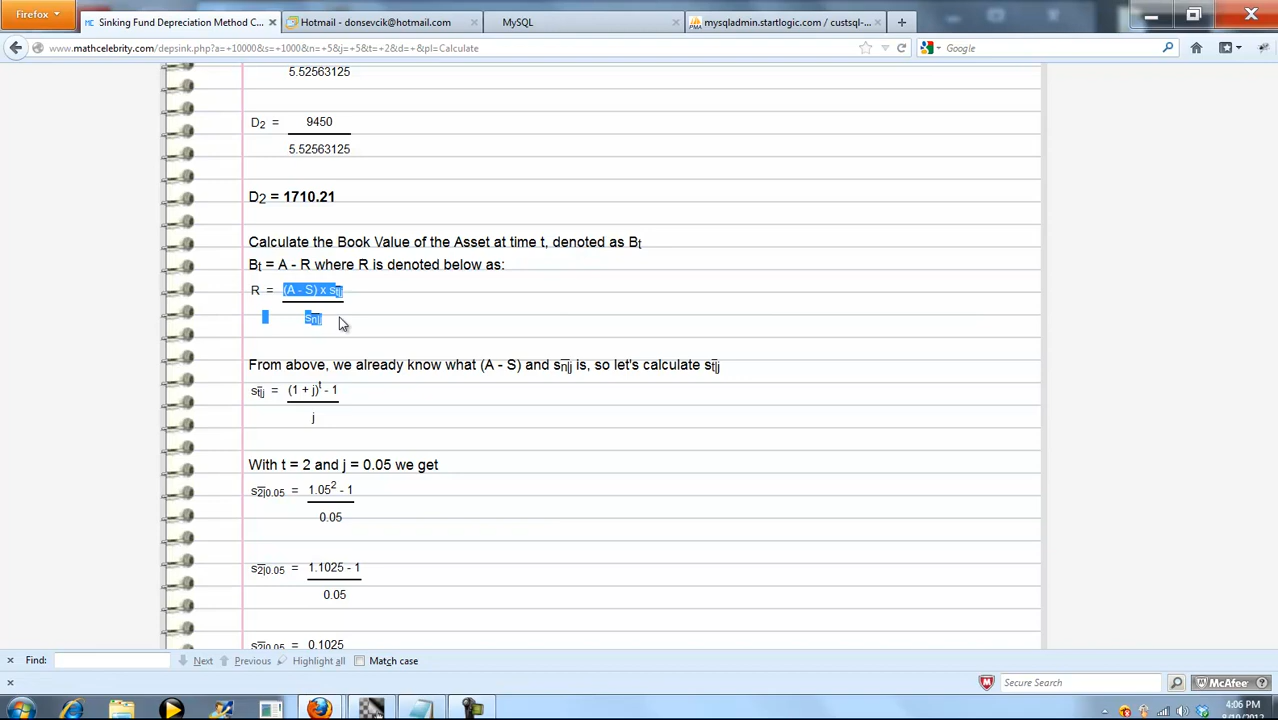 Firefox
Sinking Fund Depreciation Method C...
Hotmail - donsevcik@hotmail.com
MySQL
mysqladmin.startlogic.com / custsql-...
www.mathcelebrity.com/depsink.php?a=+10000&s=+1000&n=+5&j=+5&t=+2&d=+&pl=Calculate
Google
5.52563125
D2 = 9450
5.52563125
D2 = 1710.21
Calculate the Book Value of the Asset at time t, denoted as Bt
Bt = A - R where R is denoted below as:
R = (A - S) x st|j
sn|j
From above, we already know what (A - S) and sn|j is, so let's calculate st|j
st|j = (1 + j)t - 1
j
With t = 2 and j = 0.05 we get
s2|0.05 = 1.052 - 1
0.05
s2|0.05 = 1.1025 - 1
0.05
s2|0.05 = 0.1025
Find:
Next
Previous
Highlight all
Match case
Secure Search
McAfee
4:06 PM